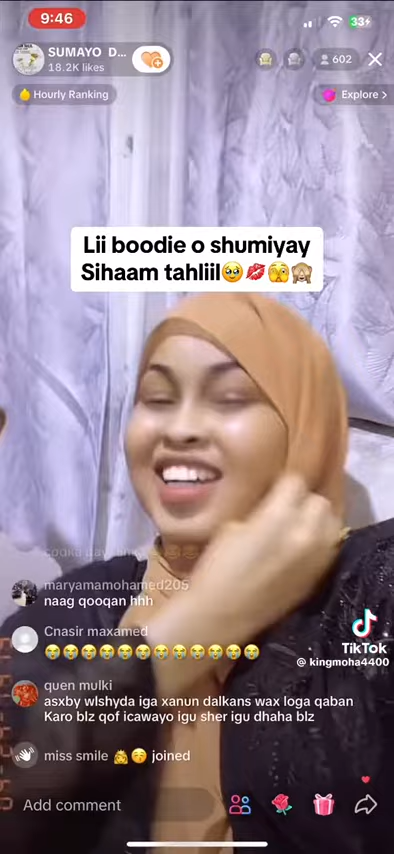 9:46
33
SUMAYO D...
18.2K likes
602
Hourly Ranking
Explore >
Lii boodie o shumiyay
Sihaam tahliil🥹💋🫣🙈
maryamamohamed205
naag qooqan hhh
Cnasir maxamed
😭😭😭😭😭😭😭😭😭😭😭😭
quen mulki
asxby wlshyda iga xanun dalkans wax loga qaban
Karo blz qof icawayo igu sher igu dhaha blz
miss smile 👸😚 joined
TikTok
@ kingmoha4400
Add comment